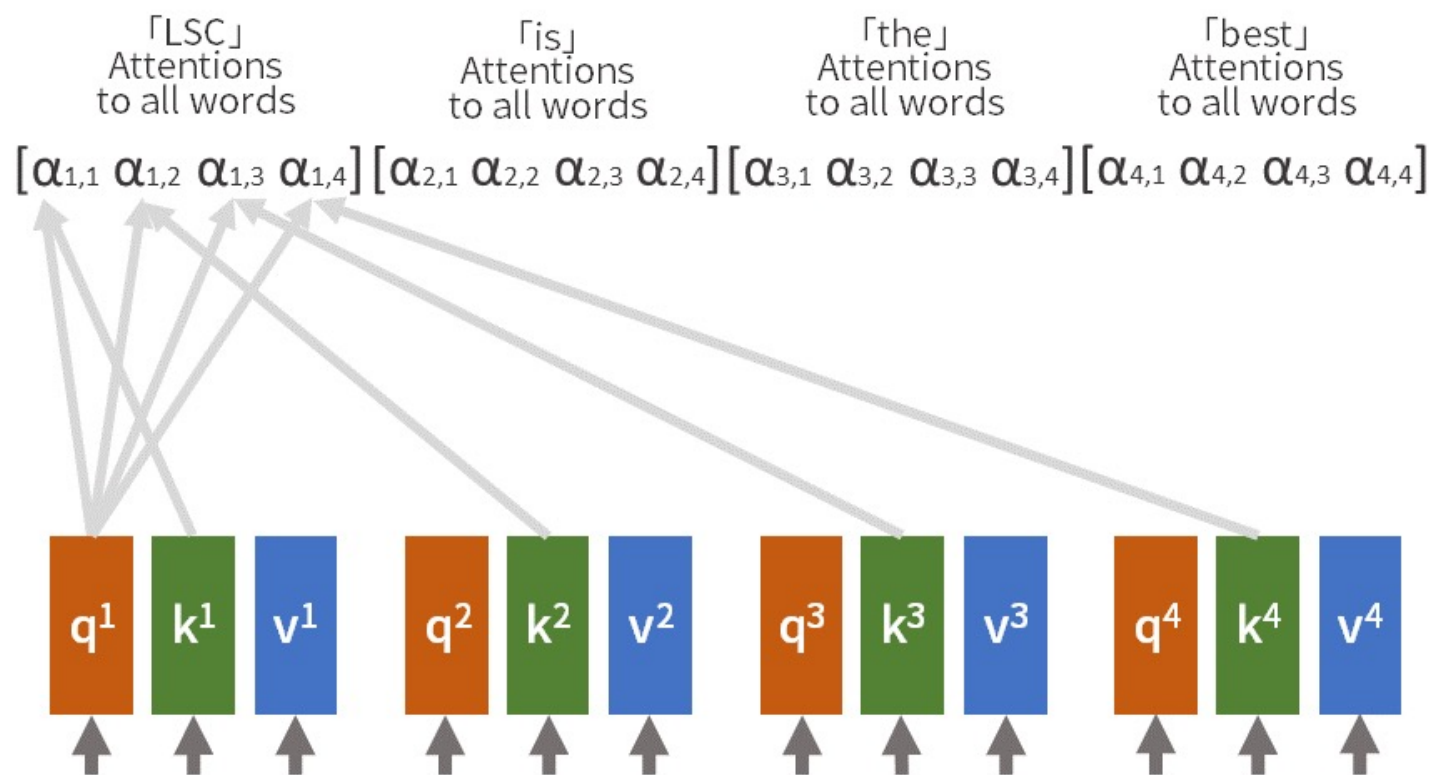 「LSC」
Attentions
to all words
「is」
Attentions
to all words
「the」
Attentions
to all words
「best」
Attentions
to all words
[α1,1 α1,2 α1,3 α1,4] [α2,1 α2,2 α2,3 α2,4] [α3,1 α3,2 α3,3 α3,4] [α4,1 α4,2 α4,3 α4,4]
q¹ k¹ v¹ q² k² v² q³ k³ v³ q⁴ k⁴ v⁴